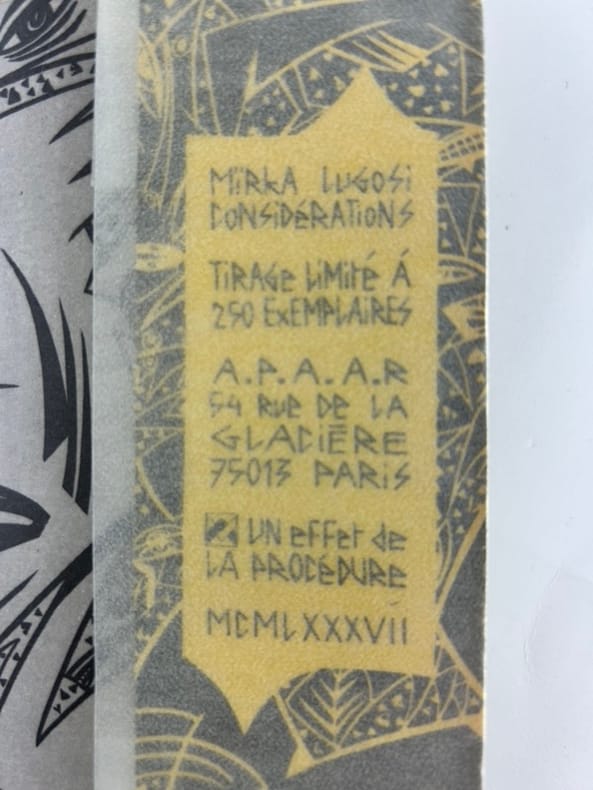 MiRkA LUGOSi
CONSiDéRATiONS
TiRAGe LiMiTé Á
250 ExEMPLAiRES
A.P.A.A.R
54 RUE DE LA
GLACiĒRE
75013 PARiS
UN effet de
LA PROCéDURE
MCMLXXXVII